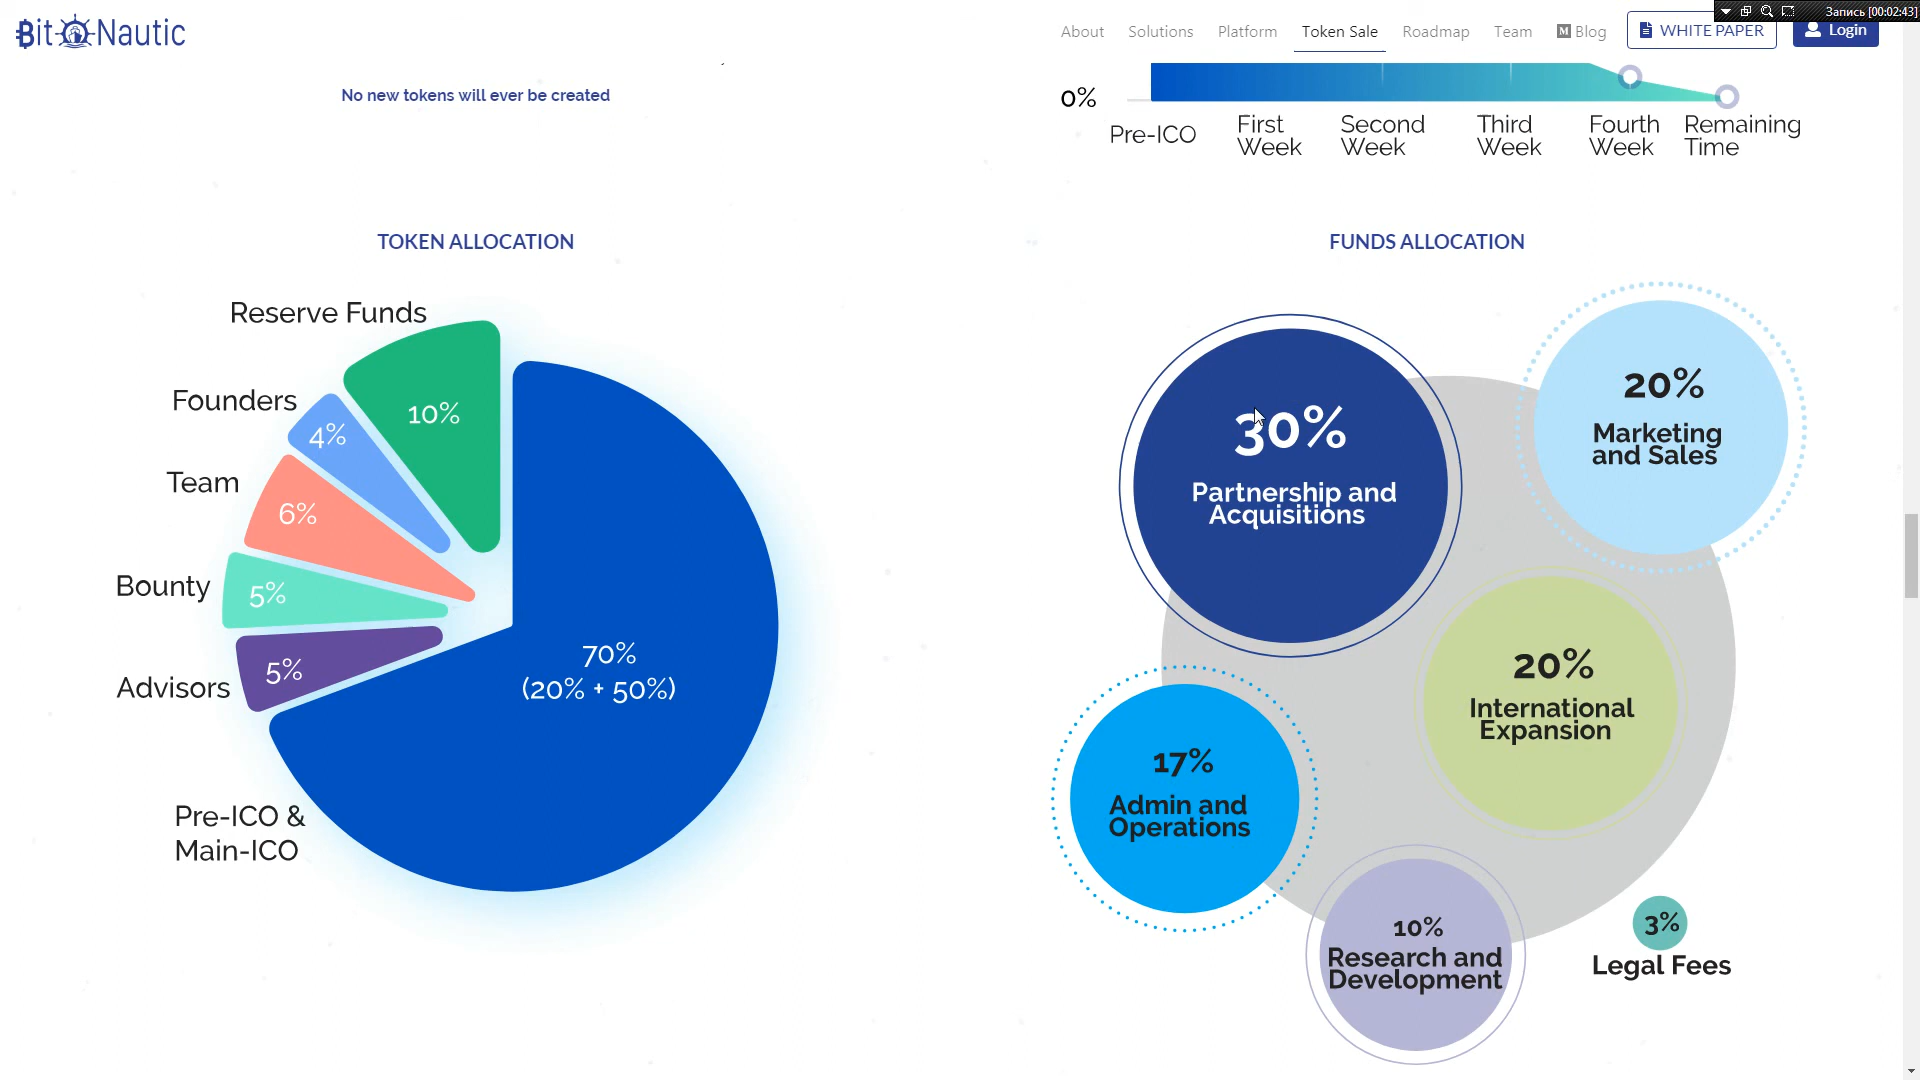 Bit Nautic
About
Solutions
Platform
Token Sale
Roadmap
Team
Blog
WHITE PAPER
Login
Запись [00:02:43]
No new tokens will ever be created
0%
Pre-ICO
First
Week
Second
Week
Third
Week
Fourth
Week
Remaining
Time
TOKEN ALLOCATION
Reserve Funds
10%
Founders
4%
Team
6%
Bounty
5%
Advisors
5%
70%
(20% + 50%)
Pre-ICO &
Main-ICO
FUNDS ALLOCATION
30%
Partnership and
Acquisitions
20%
Marketing
and Sales
20%
International
Expansion
17%
Admin and
Operations
10%
Research and
Development
3%
Legal Fees